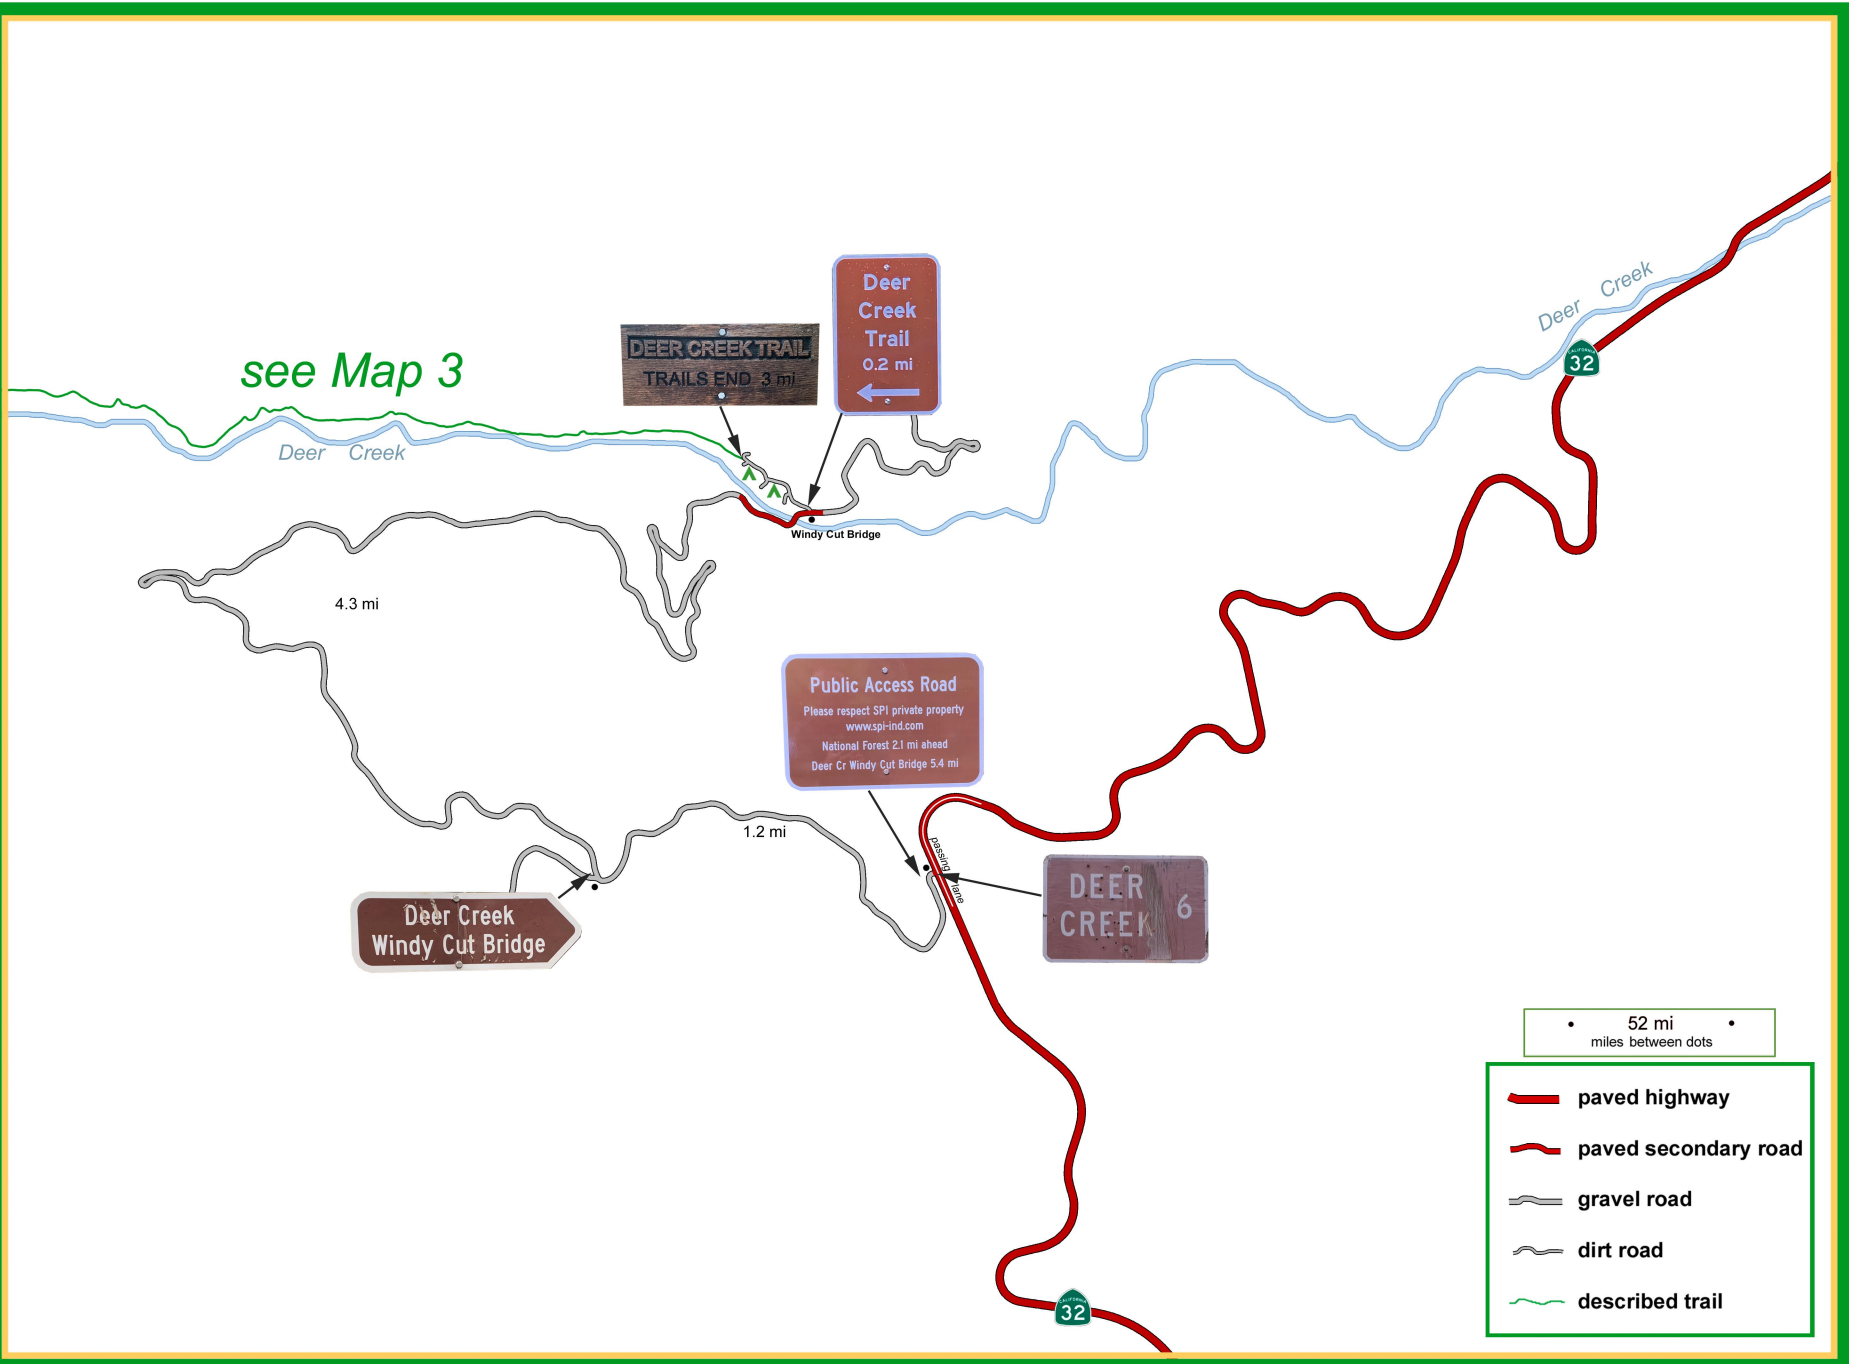 Deer Creek
CALIFORNIA
32
Deer
Creek
Trail
0.2 mi
DEER CREEK TRAIL
TRAILS END 3 mi
see Map 3
Deer Creek
Windy Cut Bridge
4.3 mi
Public Access Road
Please respect SPI private property
www.spi-ind.com
National Forest 2.1 mi ahead
Deer Cr Windy Cut Bridge 5.4 mi
1.2 mi
passing lane
DEER
CREEK 6
Deer Creek
Windy Cut Bridge
52 mi
miles between dots
paved highway
paved secondary road
gravel road
dirt road
described trail
CALIFORNIA
32